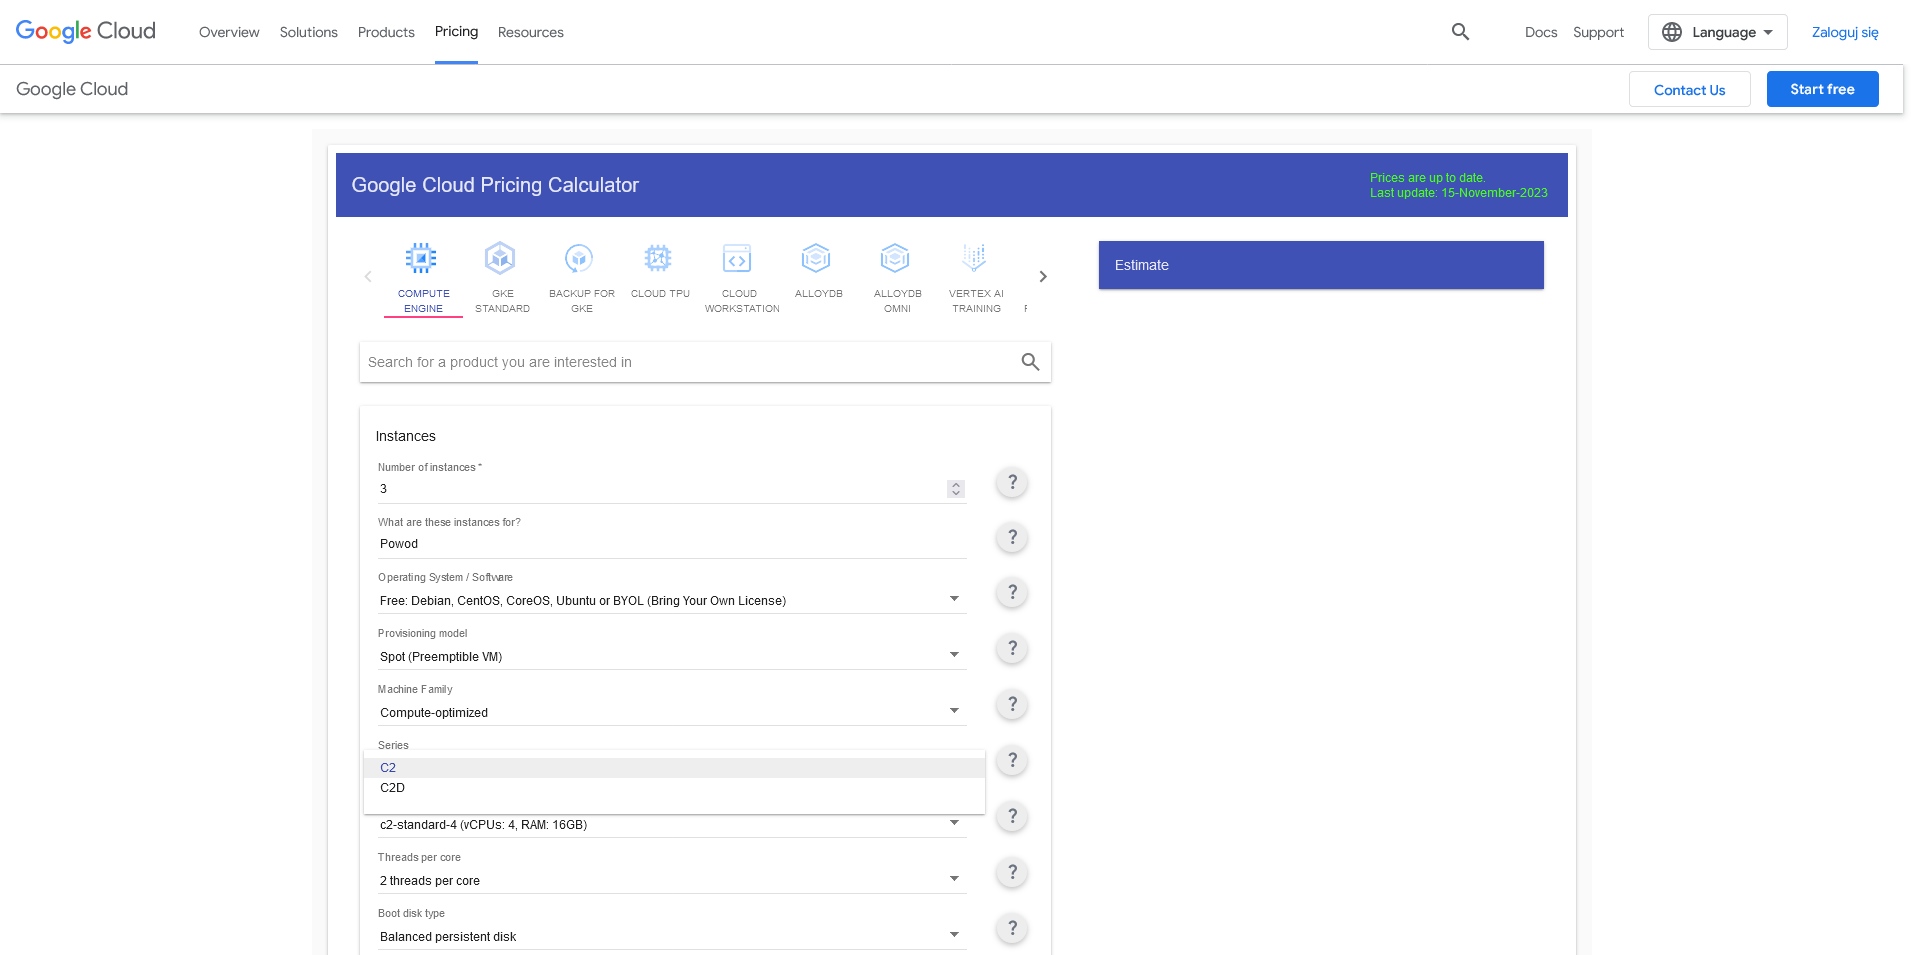 Google Cloud
Overview
Solutions
Products
Pricing
Resources
Docs
Support
Language
Zaloguj się
Google Cloud
Contact Us
Start free
Google Cloud Pricing Calculator
Prices are up to date.
Last update: 15-November-2023
COMPUTE
ENGINE
GKE
STANDARD
BACKUP FOR
GKE
CLOUD TPU
CLOUD
WORKSTATION
ALLOYDB
ALLOYDB
OMNI
VERTEX AI
TRAINING
Estimate
Search for a product you are interested in
Instances
Number of instances *
3
?
What are these instances for?
Powod
?
Operating System / Software
Free: Debian, CentOS, CoreOS, Ubuntu or BYOL (Bring Your Own License)
?
Provisioning model
Spot (Preemptible VM)
?
Machine Family
Compute-optimized
?
Series
C2
?
C2D
c2-standard-4 (vCPUs: 4, RAM: 16GB)
?
Threads per core
2 threads per core
?
Boot disk type
Balanced persistent disk
?